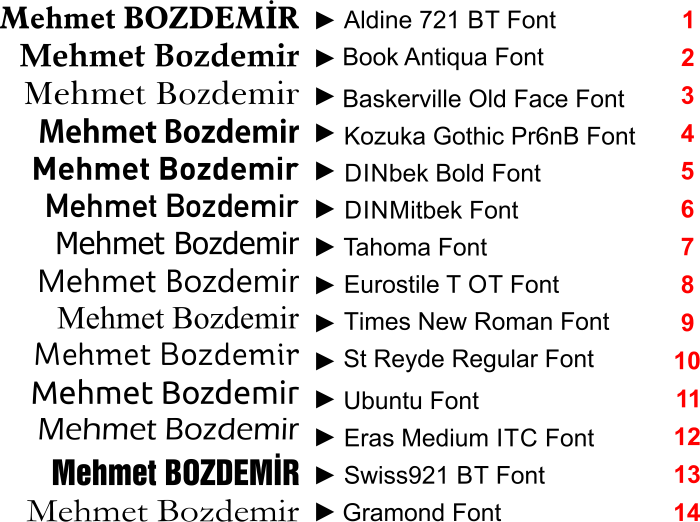 Mehmet BOZDEMİR ► Aldine 721 BT Font 1
Mehmet Bozdemir ► Book Antiqua Font 2
Mehmet Bozdemir ► Baskerville Old Face Font 3
Mehmet Bozdemir ► Kozuka Gothic Pr6nB Font 4
Mehmet Bozdemir ► DINbek Bold Font 5
Mehmet Bozdemir ► DINMitbek Font 6
Mehmet Bozdemir ► Tahoma Font 7
Mehmet Bozdemir ► Eurostile T OT Font 8
Mehmet Bozdemir ► Times New Roman Font 9
Mehmet Bozdemir ► St Reyde Regular Font 10
Mehmet Bozdemir ► Ubuntu Font 11
Mehmet Bozdemir ► Eras Medium ITC Font 12
Mehmet BOZDEMİR ► Swiss921 BT Font 13
Mehmet Bozdemir ► Gramond Font 14